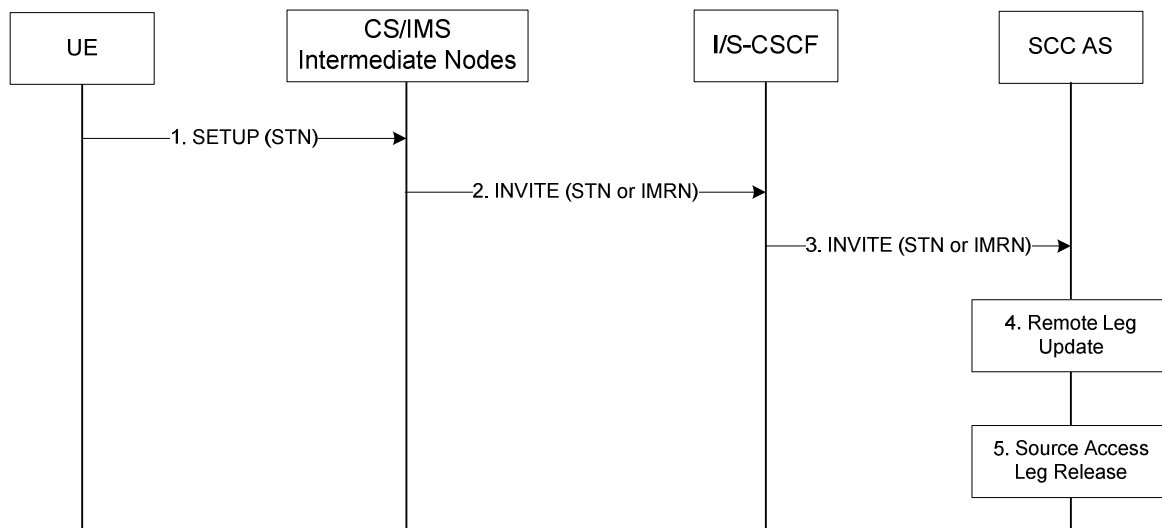 UE
CS/IMS
Intermediate Nodes
I/S-CSCF
SCC AS
1. SETUP (STN)
2. INVITE (STN or IMRN)
3. INVITE (STN or IMRN)
4. Remote Leg
Update
5. Source Access
Leg Release